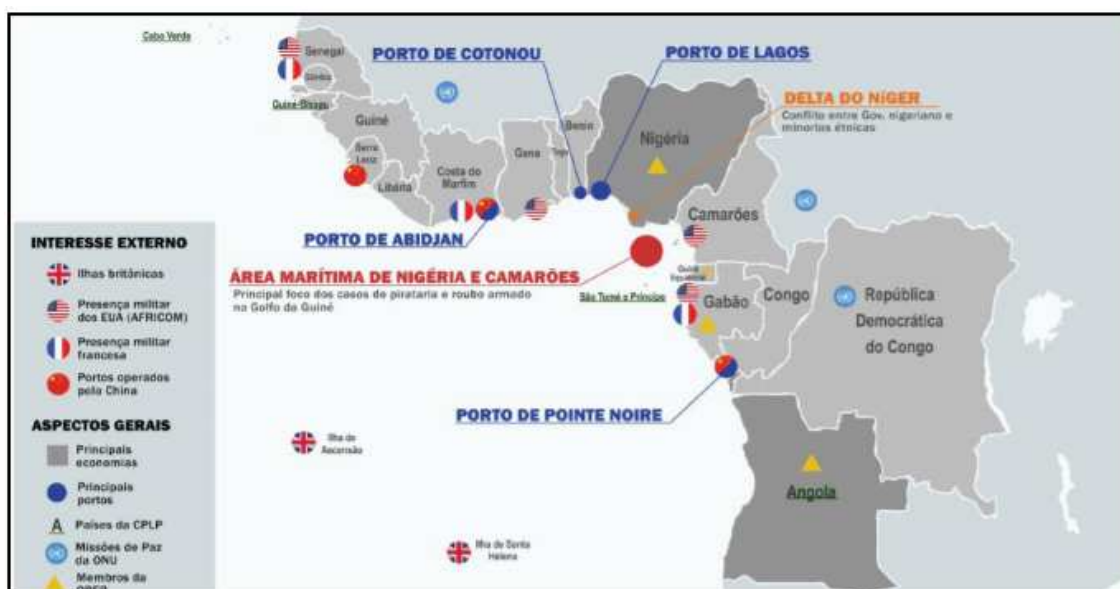 Cabo Verde
Senegal
Gâmbia
Guiné-Bissau
Guiné
Serra
Leoa
Libéria
Costa do
Marfim
Gana
Togo
Benin
PORTO DE COTONOU
PORTO DE LAGOS
Nigéria
DELTA DO NÍGER
Conflito entre Gov. nigeriano e
minorias étnicas
Camarões
PORTO DE ABIDJAN
ÁREA MARÍTIMA DE NIGÉRIA E CAMARÕES
Principal foco dos casos de pirataria e roubo armado
no Golfo da Guiné
São Tomé e Príncipe
Guiné
Equatorial
Gabão
Congo
República
Democrática
do Congo
PORTO DE POINTE NOIRE
Angola
Ilha de
Ascensão
Ilha de Santa
Helena
INTERESSE EXTERNO
Ilhas britânicas
Presença militar
dos EUA (AFRICOM)
Presença militar
francesa
Portos operados
pela China
ASPECTOS GERAIS
Principais
economias
Principais
portos
A Países da CPLP
Missões de Paz
da ONU
Membros da